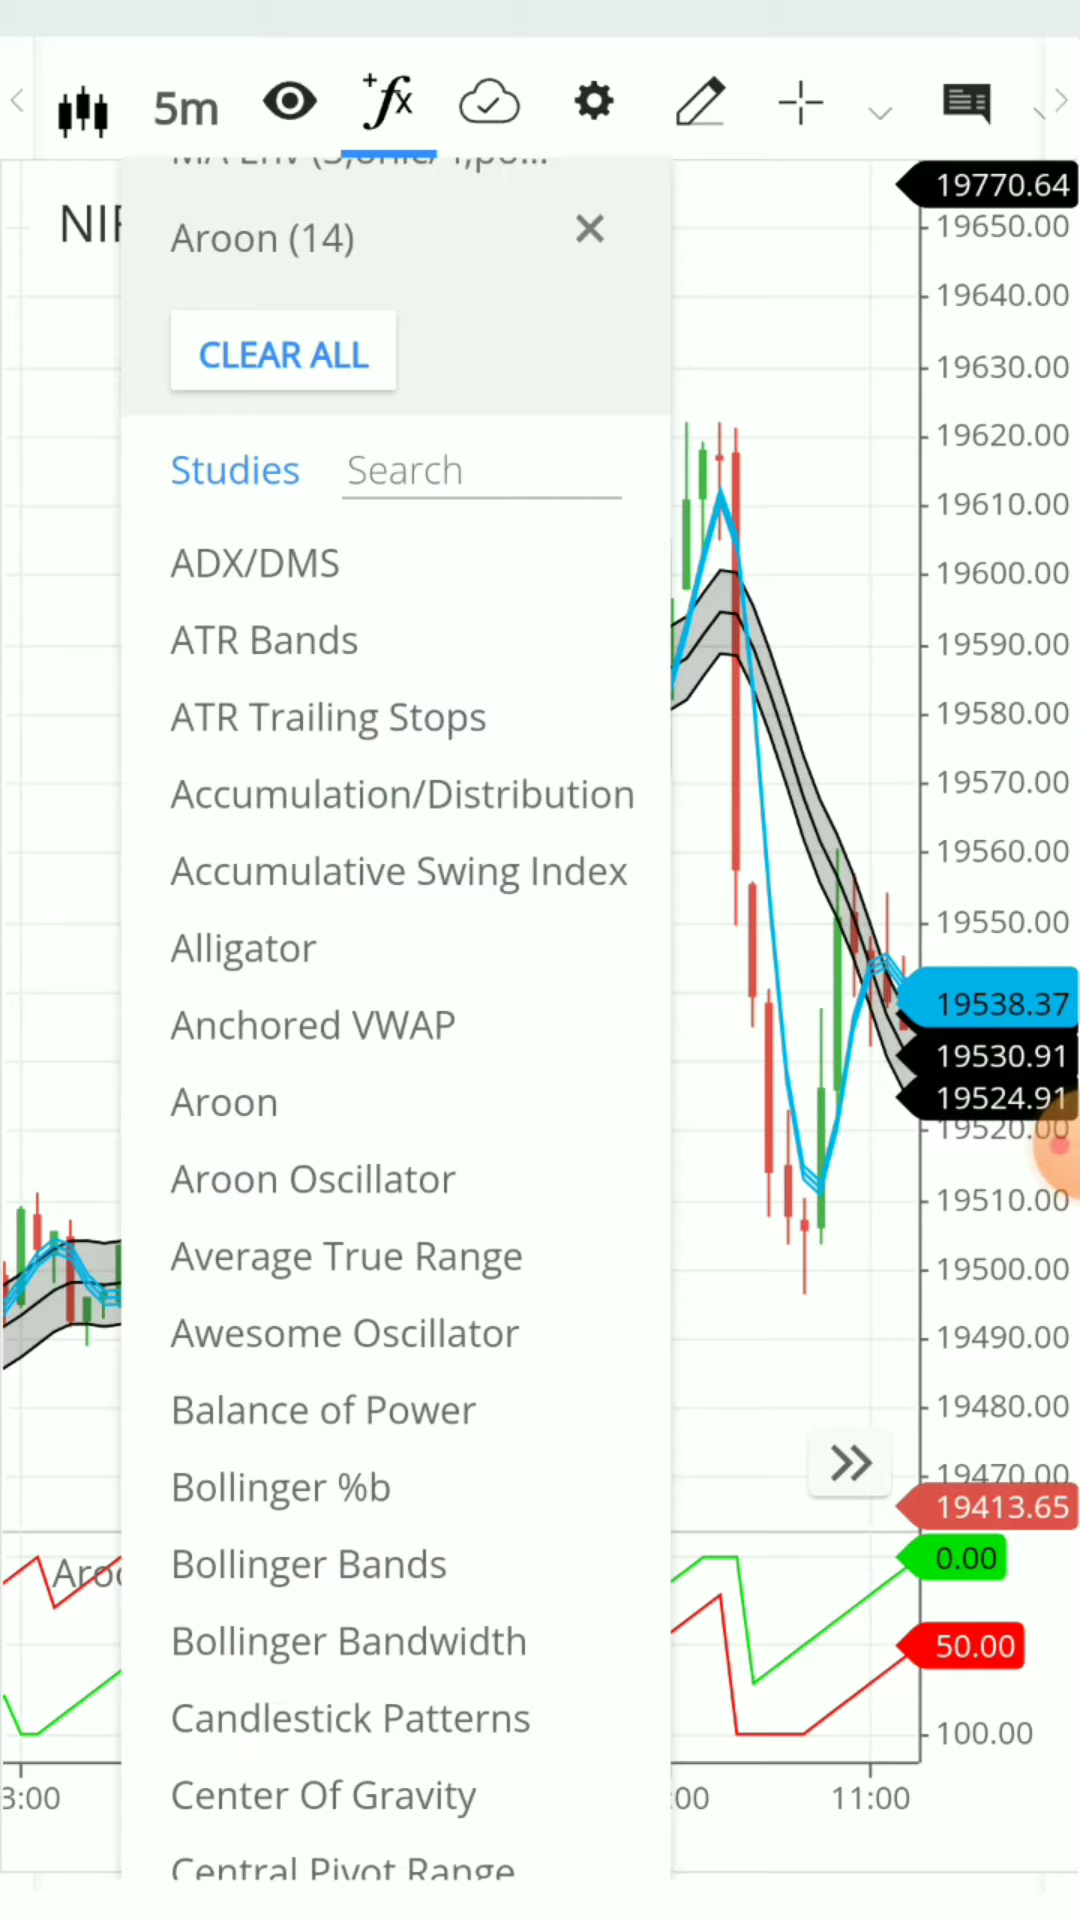 5m
+fx
19770.64
NIF
19650.00
Aroon (14)
19640.00
CLEAR ALL
19630.00
19620.00
Studies Search
19610.00
ADX/DMS
19600.00
ATR Bands
19590.00
ATR Trailing Stops
19580.00
Accumulation/Distribution
19570.00
Accumulative Swing Index
19560.00
Alligator
19550.00
Anchored VWAP
19538.37
19530.91
Aroon
19524.91
19520.00
Aroon Oscillator
19510.00
Average True Range
19500.00
Awesome Oscillator
19490.00
Balance of Power
19480.00
Bollinger %b
19470.00
19413.65
Bollinger Bands
0.00
Aroo
Bollinger Bandwidth
50.00
Candlestick Patterns
100.00
Center Of Gravity
3:00
:00
11:00
Central Pivot Range